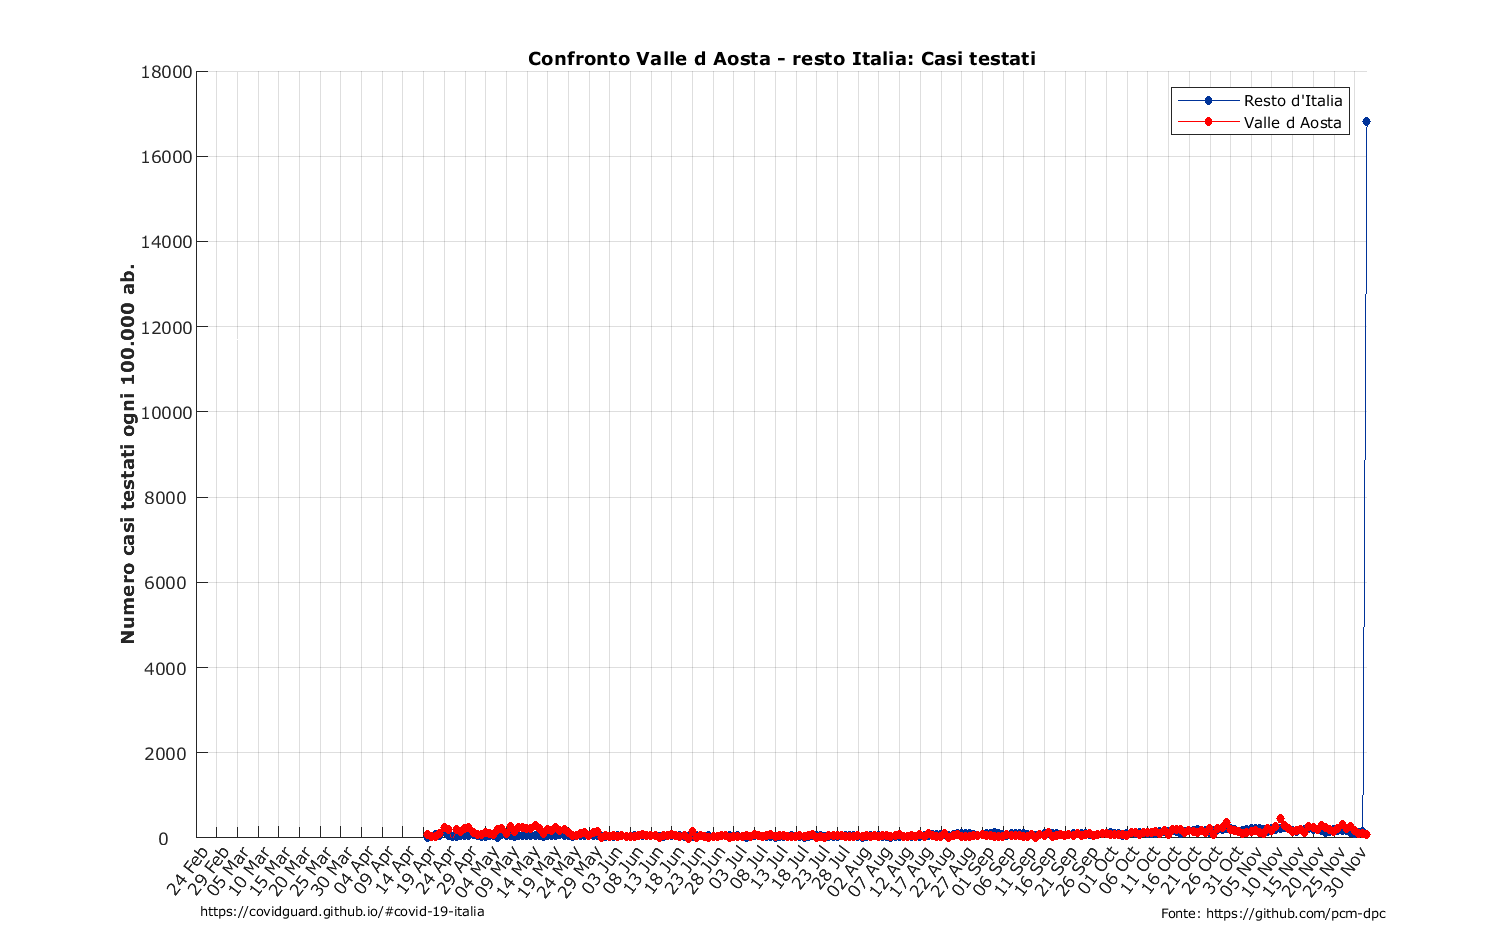 Confronto Valle d Aosta - resto Italia: Casi testati
Resto d'Italia
Valle d Aosta
Numero casi testati ogni 100.000 ab.
18000
16000
14000
12000
10000
8000
6000
4000
2000
0
24 Feb
29 Feb
05 Mar
10 Mar
15 Mar
20 Mar
25 Mar
30 Mar
04 Apr
09 Apr
14 Apr
19 Apr
24 Apr
29 Apr
04 May
09 May
14 May
19 May
24 May
29 May
03 Jun
08 Jun
13 Jun
18 Jun
23 Jun
28 Jun
03 Jul
08 Jul
13 Jul
18 Jul
23 Jul
28 Jul
02 Aug
07 Aug
12 Aug
17 Aug
22 Aug
27 Aug
01 Sep
06 Sep
11 Sep
16 Sep
21 Sep
26 Sep
01 Oct
06 Oct
11 Oct
16 Oct
21 Oct
26 Oct
31 Oct
05 Nov
10 Nov
15 Nov
20 Nov
25 Nov
30 Nov
https://covidguard.github.io/#covid-19-italia
Fonte: https://github.com/pcm-dpc